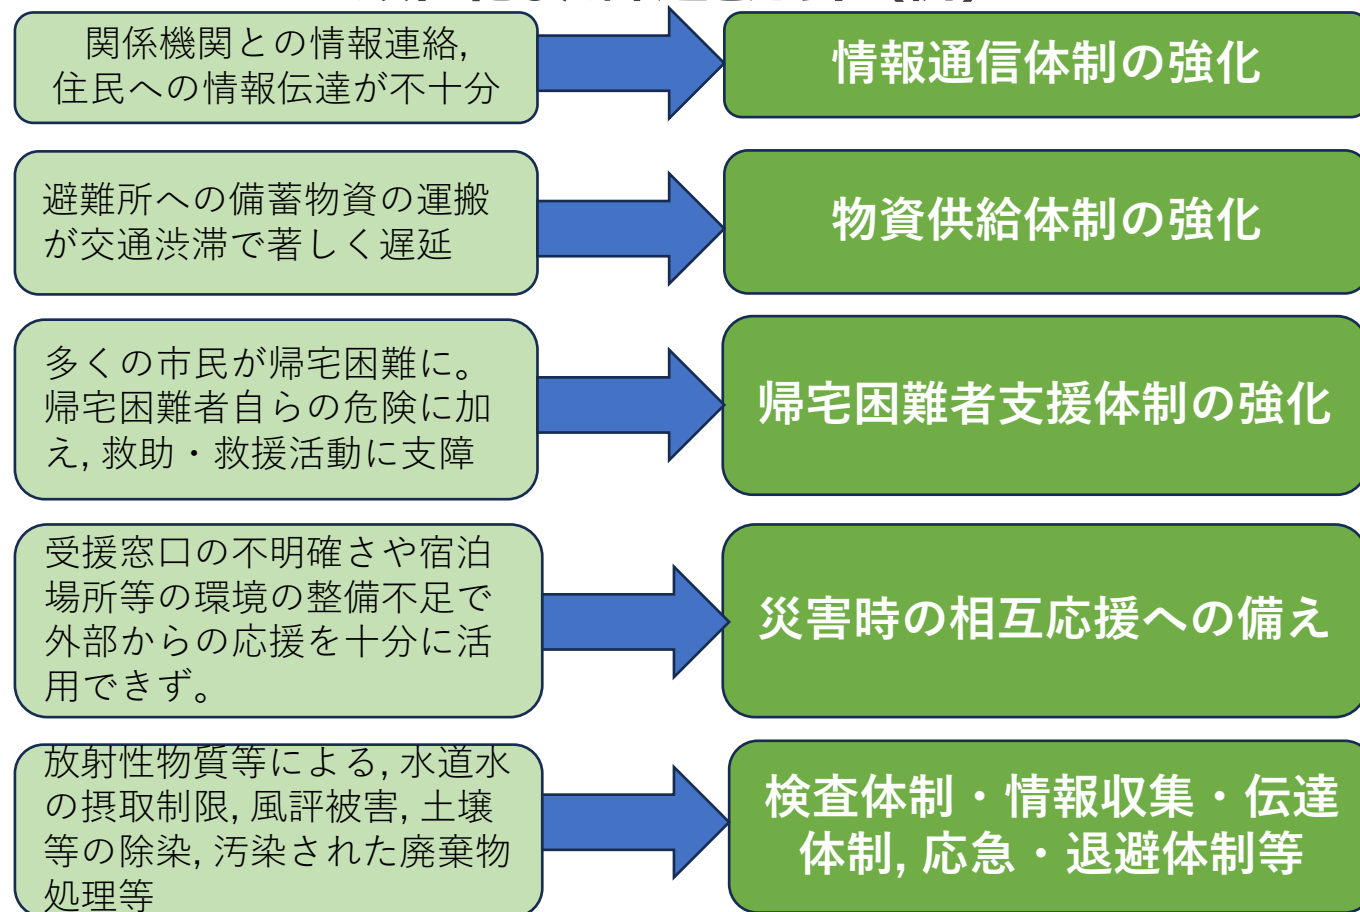 関係機関との情報連絡,
住民への情報伝達が不十分
情報通信体制の強化
避難所への備蓄物資の運搬
が交通渋滞で著しく遅延
物資供給体制の強化
多くの市民が帰宅困難に。
帰宅困難者自らの危険に加
え, 救助・救援活動に支障
帰宅困難者支援体制の強化
受援窓口の不明確さや宿泊
場所等の環境の整備不足で
外部からの応援を十分に活
用できず。
災害時の相互応援への備え
放射性物質等による, 水道水
の摂取制限, 風評被害, 土壌
等の除染, 汚染された廃棄物
処理等
検査体制・情報収集・伝達
体制, 応急・退避体制等